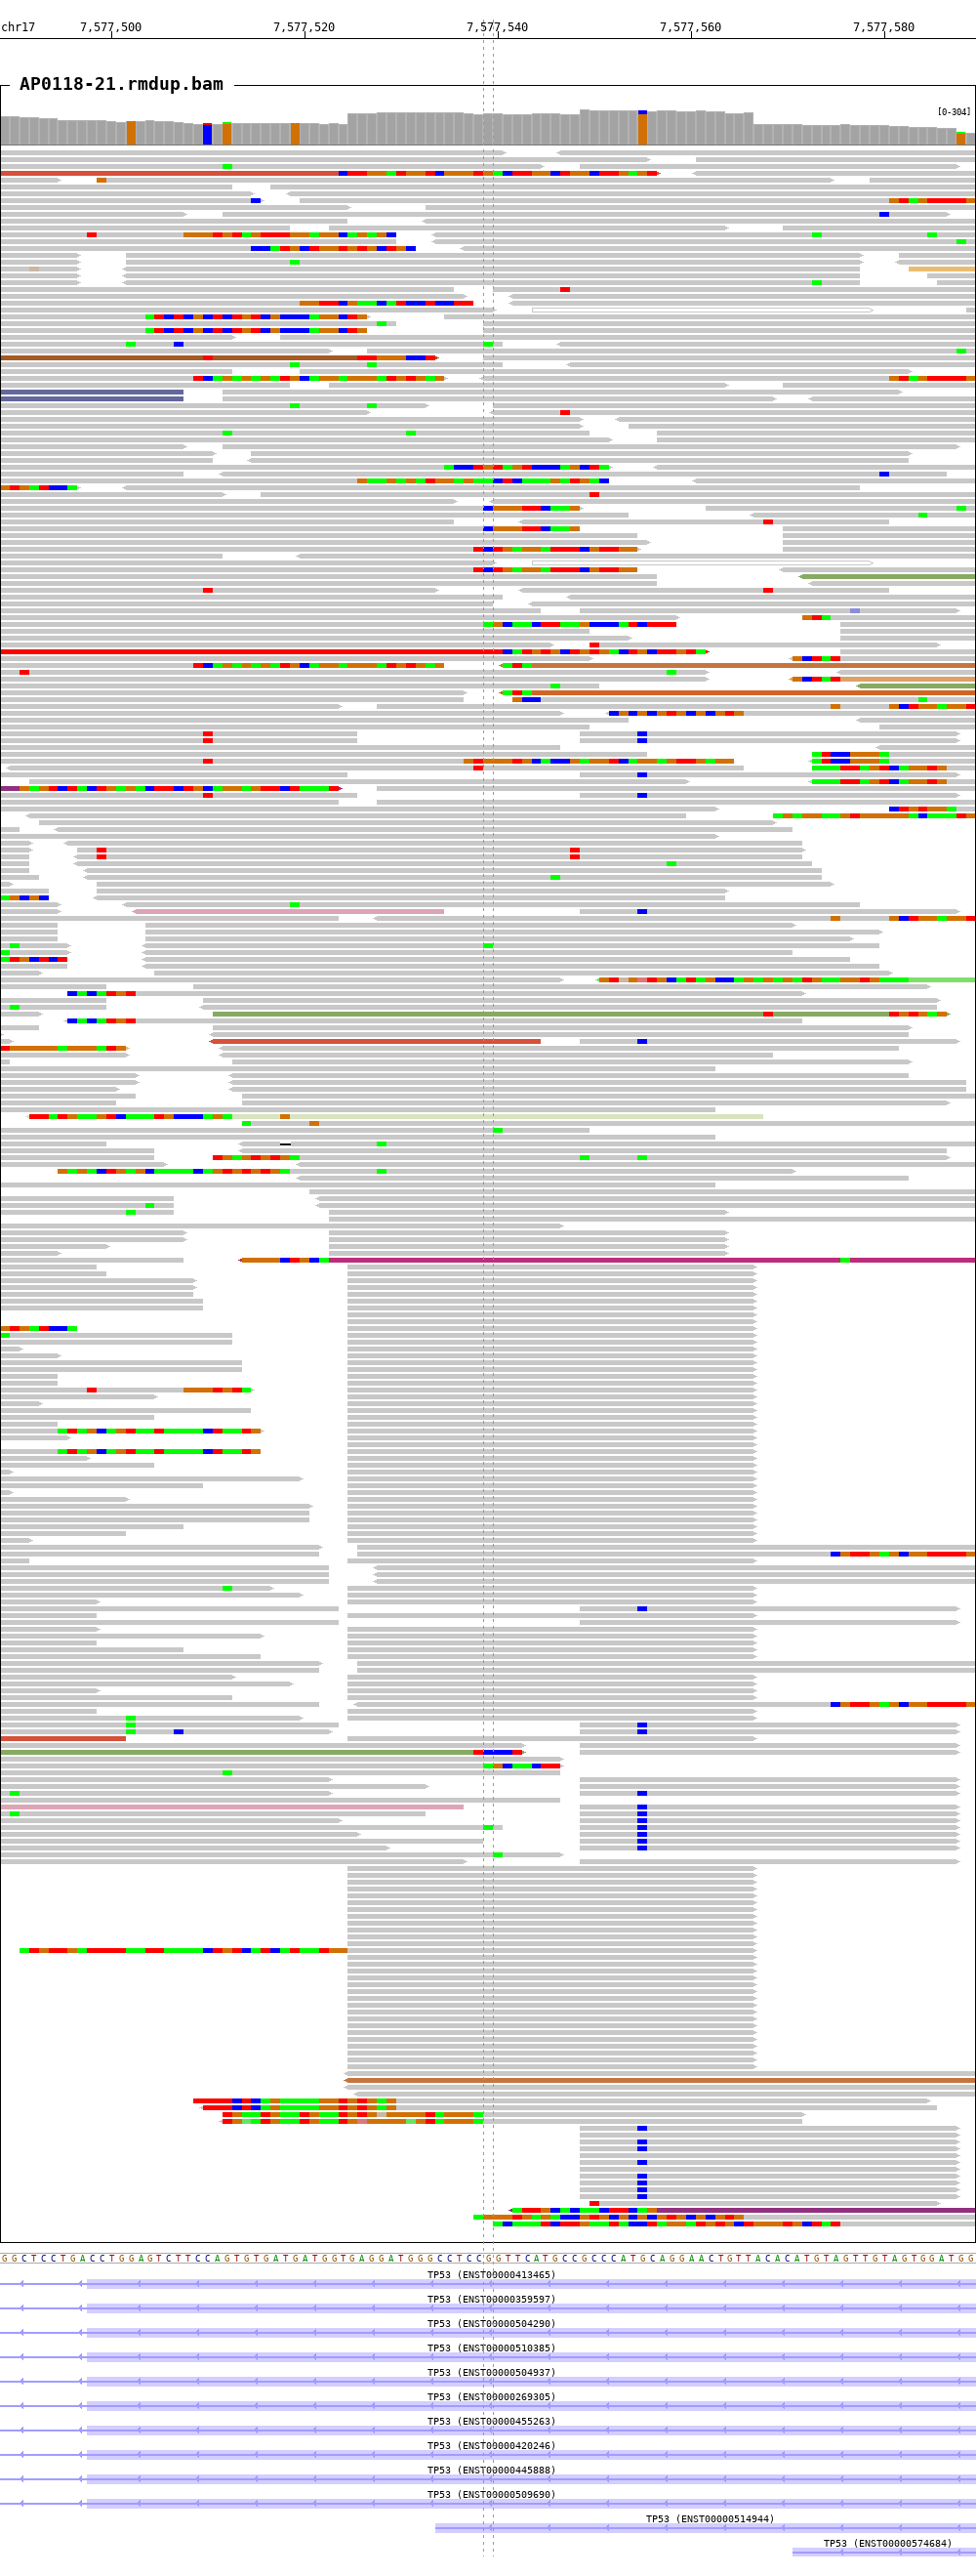 chr17 7,577,500 7,577,520 7,577,540 7,577,560 7,577,580
AP0118-21.rmdup.bam
[0-304]
GGCTCCTGACCTGGAGTCTTCCAGTGTGATGATGGTGAGGATGGGCCTCCGGTTCATGCCGCCCATGCAGGAACTGTTACACATGTAGTTGTAGTGGATGG
TP53 (ENST00000413465)
TP53 (ENST00000359597)
TP53 (ENST00000504290)
TP53 (ENST00000510385)
TP53 (ENST00000504937)
TP53 (ENST00000269305)
TP53 (ENST00000455263)
TP53 (ENST00000420246)
TP53 (ENST00000445888)
TP53 (ENST00000509690)
TP53 (ENST00000514944)
TP53 (ENST00000574684)